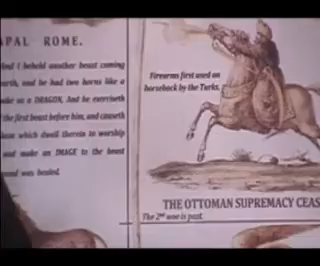 PAL ROME.
And I beheld another beast coming
earth, and he had two horns like a
ake as a DRAGON, And he exerciseth
the first beast before him, and causeth
hose which dwell therein to worship
and make an IMAGE to the beast
ound was healed.
Firearms first used on
horseback by the Turks.
THE OTTOMAN SUPREMACY CEAS
The 2nd woe is past.